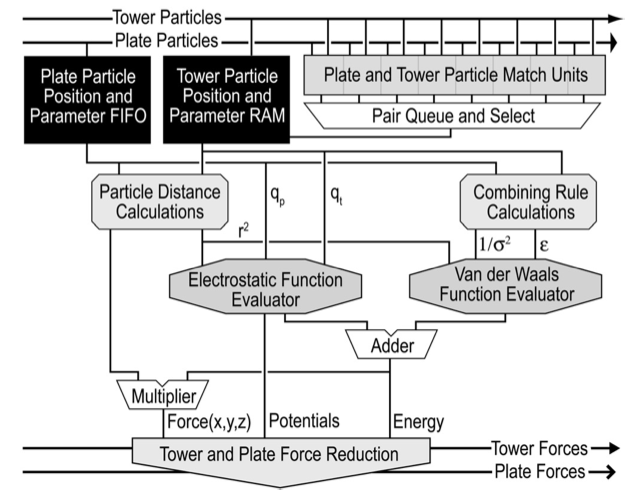 Tower Particles
Plate Particles
Plate Particle
Position and
Parameter FIFO
Tower Particle
Position and
Parameter RAM
Plate and Tower Particle Match Units
Pair Queue and Select
Particle Distance
Calculations
qp
qt
Combining Rule
Calculations
r²
1/σ²
ε
Electrostatic Function
Evaluator
Van der Waals
Function Evaluator
Adder
Multiplier
Force(x,y,z)
Potentials
Energy
Tower and Plate Force Reduction
Tower Forces
Plate Forces